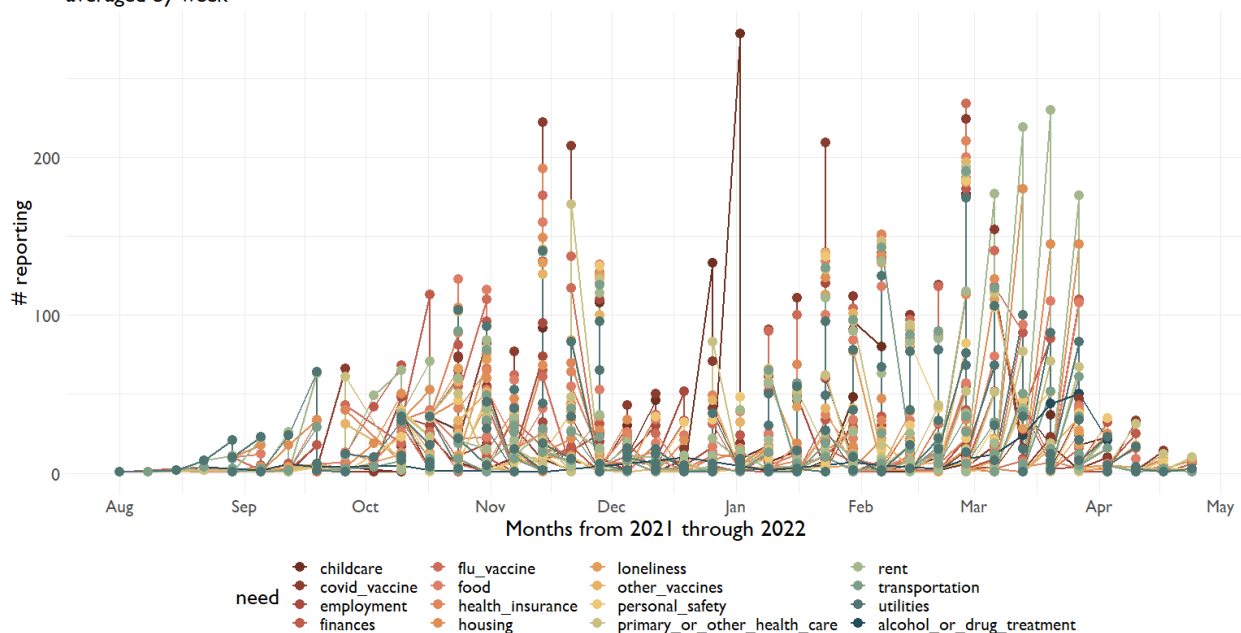 averaged by week
# reporting
200
100
0
Aug Sep Oct Nov Dec Jan Feb Mar Apr May
Months from 2021 through 2022
need
childcare flu_vaccine loneliness rent
covid_vaccine food other_vaccines transportation
employment health_insurance personal_safety utilities
finances housing primary_or_other_health_care alcohol_or_drug_treatment